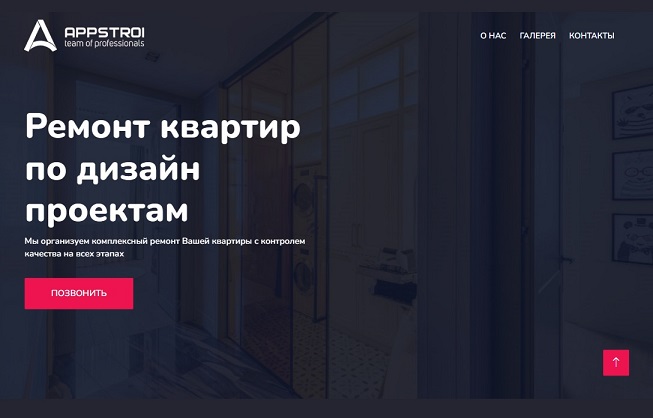 APPSTROI
team of professionals
О НАС ГАЛЕРЕЯ КОНТАКТЫ
Ремонт квартир
по дизайн
проектам
Мы организуем комплексный ремонт Вашей квартиры с контролем
качества на всех этапах
ПОЗВОНИТЬ